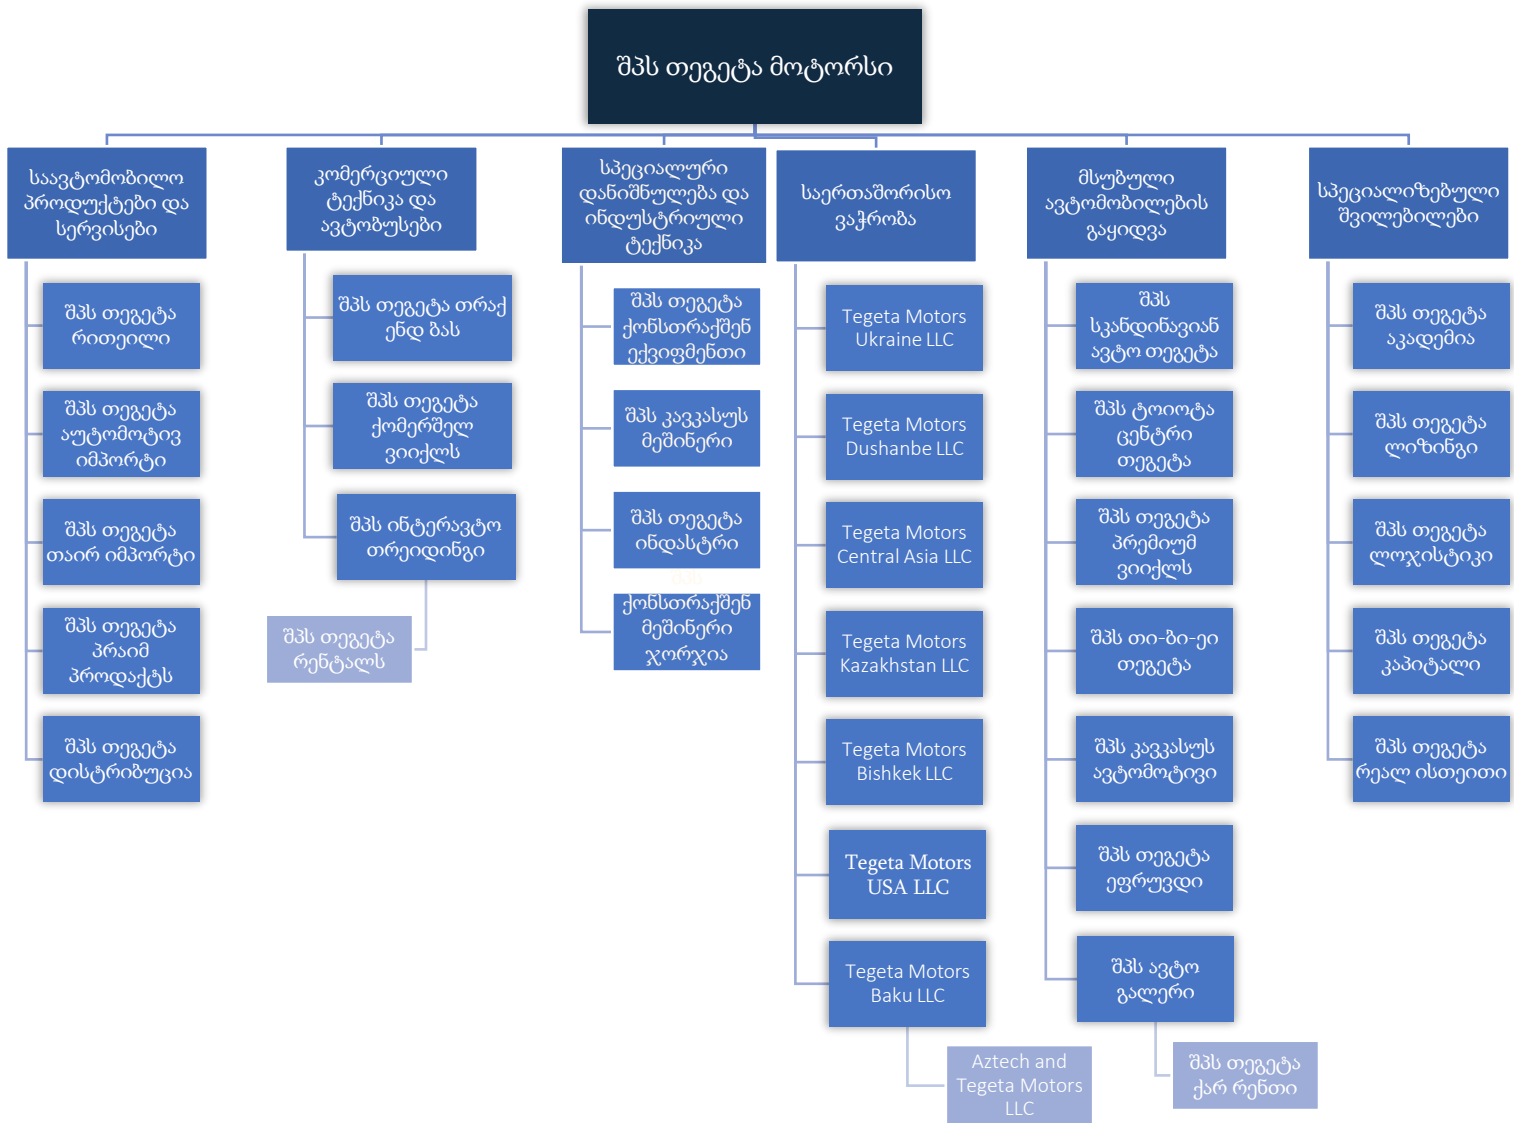 შპს თეგეტა მოტორსი
საავტომობილო
პროდუქტები და
სერვისები
შპს თეგეტა
რითეილი
შპს თეგეტა
აუტომოტივ
იმპორტი
შპს თეგეტა
თაირ იმპორტი
შპს თეგეტა
პრაიმ
პროდაქტს
შპს თეგეტა
დისტრიბუცია
კომერციული
ტექნიკა და
ავტობუსები
შპს თეგეტა თრაქ
ენდ ბას
შპს თეგეტა
ქომერშელ
ვიიქლს
შპს ინტერავტო
თრეიდინგი
შპს თეგეტა
რენტალს
სპეციალური
დანიშნულება და
ინდუსტრიული
ტექნიკა
შპს თეგეტა
ქონსთრაქშენ
ექვიფმენთი
შპს კავკასუს
მეშინერი
შპს თეგეტა
ინდასტრი
ქონსთრაქშენ
მეშინერი
ჯორჯია
საერთაშორისო
ვაჭრობა
Tegeta Motors
Ukraine LLC
Tegeta Motors
Dushanbe LLC
Tegeta Motors
Central Asia LLC
Tegeta Motors
Kazakhstan LLC
Tegeta Motors
Bishkek LLC
Tegeta Motors
USA LLC
Tegeta Motors
Baku LLC
Aztech and
Tegeta Motors
LLC
მსუბული
ავტომობილების
გაყიდვა
შპს
სკანდინავიან
ავტო თეგეტა
შპს ტოიოტა
ცენტრი
თეგეტა
შპს თეგეტა
პრემიუმ
ვიიქლს
შპს თი-ბი-ეი
თეგეტა
შპს კავკასუს
ავტომოტივი
შპს თეგეტა
ეფრუვდი
შპს ავტო
გალერი
შპს თეგეტა
ქარ რენთი
სპეციალიზებული
შვილებილები
შპს თეგეტა
აკადემია
შპს თეგეტა
ლიზინგი
შპს თეგეტა
ლოჯისტიკი
შპს თეგეტა
კაპიტალი
შპს თეგეტა
რეალ ისთეითი